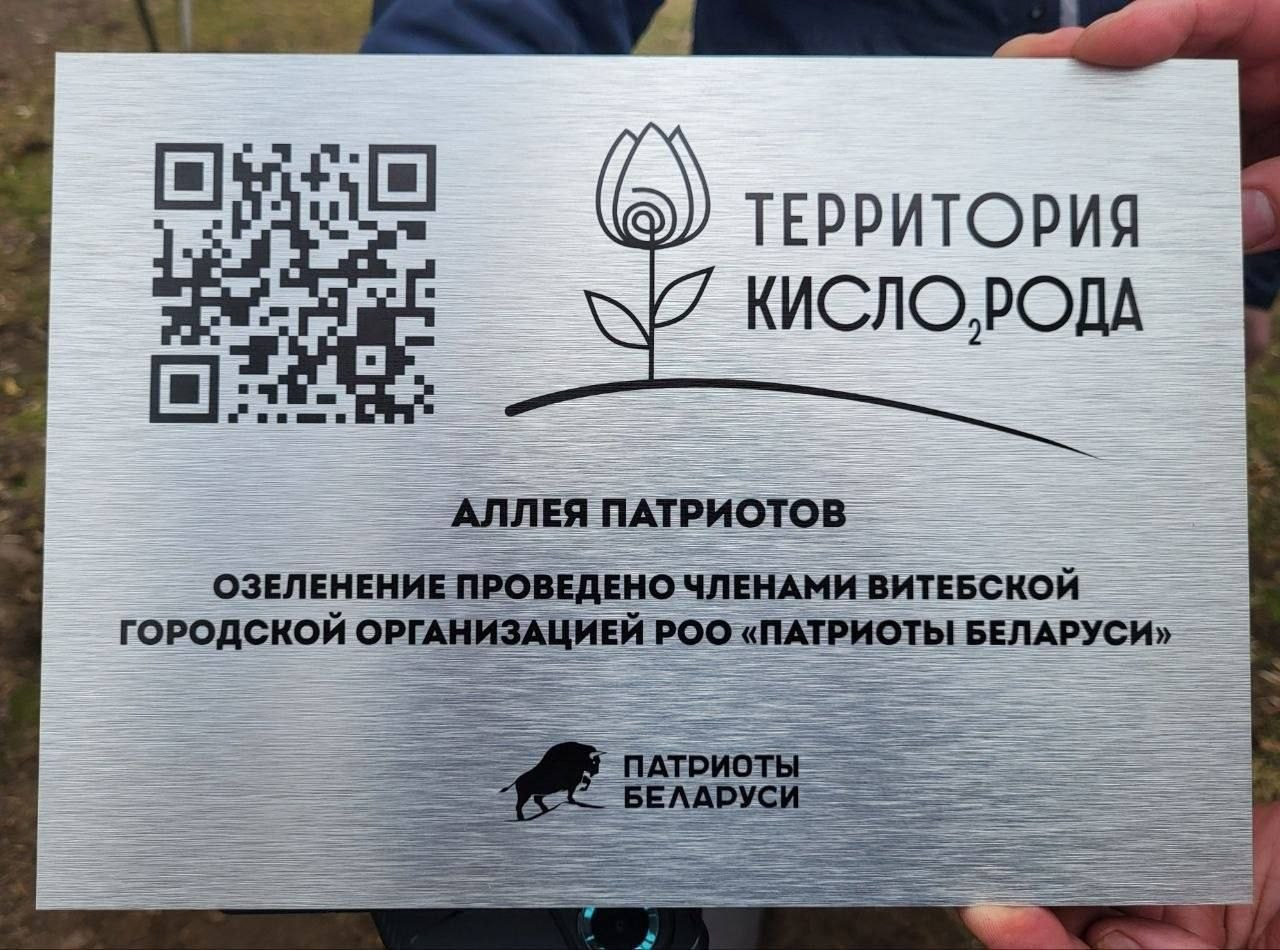 ТЕРРИТОРИЯ
КИСЛО₂РОДА
АЛЛЕЯ ПАТРИОТОВ
ОЗЕЛЕНЕНИЕ ПРОВЕДЕНО ЧЛЕНАМИ ВИТЕБСКОЙ
ГОРОДСКОЙ ОРГАНИЗАЦИЕЙ РОО «ПАТРИОТЫ БЕЛАРУСИ»
ПАТРИОТЫ
БЕЛАРУСИ